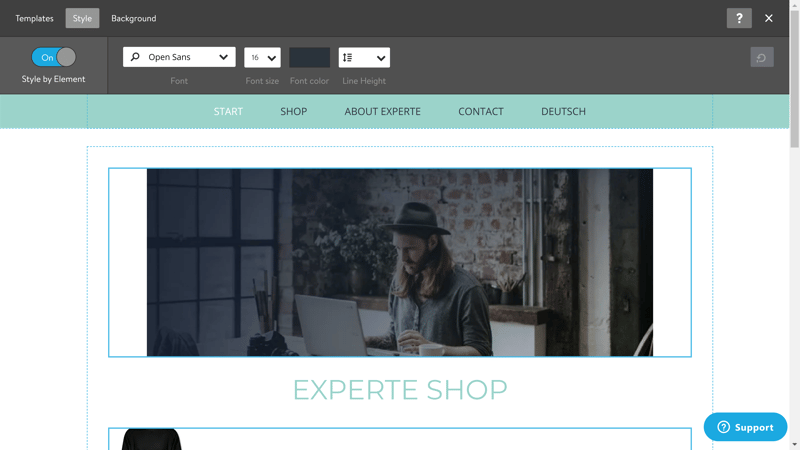 Templates Style Background ?
On Open Sans 16
Style by Element Font Font size Font color Line Height
START SHOP ABOUT EXPERTE CONTACT DEUTSCH
EXPERTE SHOP
? Support